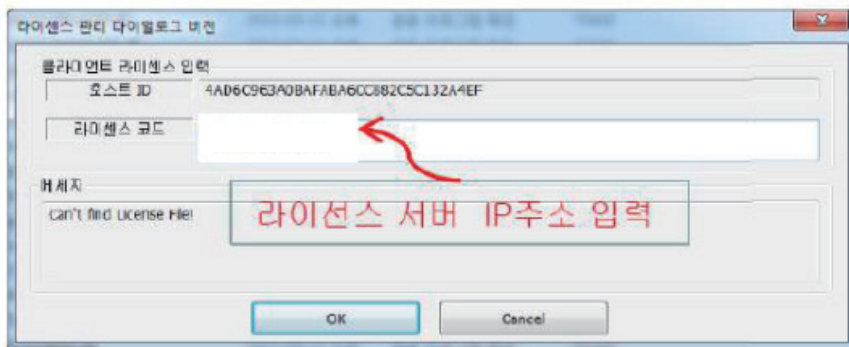 라이센스 관리 다이얼로그 비전
클라이언트 라이센스 입력
호스트 ID
4AD6C963A0BAFABA6CC882C5C132A4EF
라이센스 코드
메세지
Can't find License File!
라이선스 서버 IP주소 입력
OK
Cancel